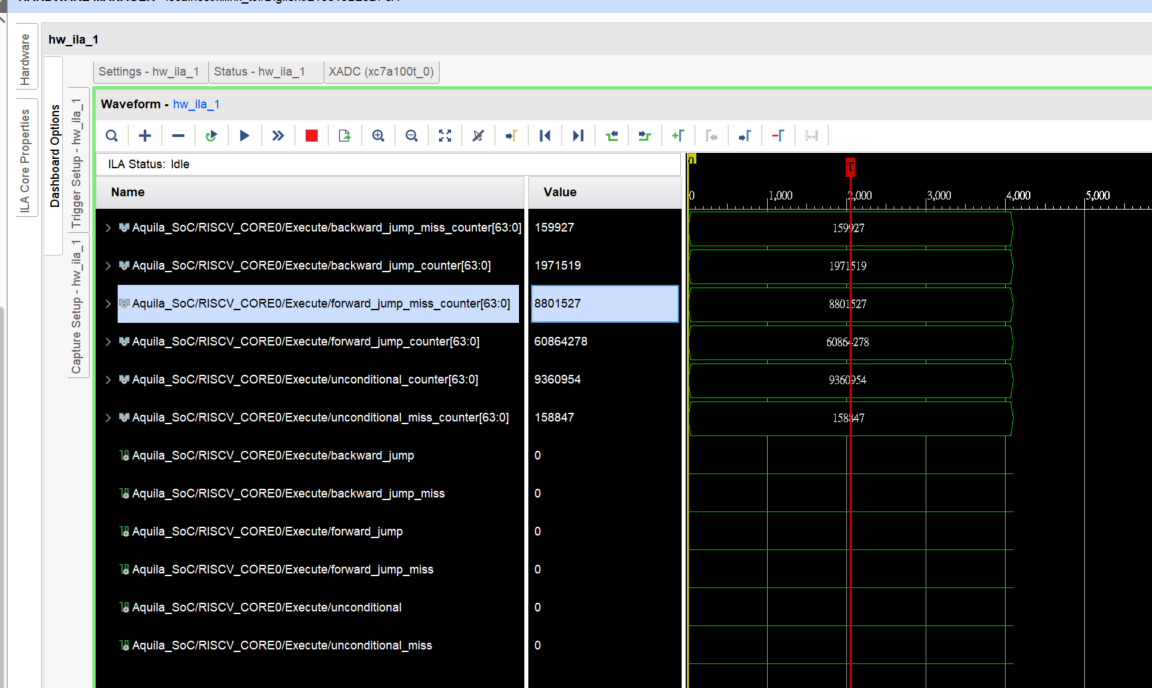 hw_ila_1
Hardware
ILA Core Properties
Dashboard Options
Trigger Setup - hw_ila_1
Capture Setup - hw_ila_1
Settings - hw_ila_1 Status - hw_ila_1 XADC (xc7a100t_0)
Waveform - hw_ila_1
ILA Status: Idle
Name Value
0
T
0 1,000 2,000 3,000 4,000 5,000
Aquila_SoC/RISCV_CORE0/Execute/backward_jump_miss_counter[63:0] 159927 159927
Aquila_SoC/RISCV_CORE0/Execute/backward_jump_counter[63:0] 1971519 1971519
Aquila_SoC/RISCV_CORE0/Execute/forward_jump_miss_counter[63:0] 8801527 8801527
Aquila_SoC/RISCV_CORE0/Execute/forward_jump_counter[63:0] 60864278 60864278
Aquila_SoC/RISCV_CORE0/Execute/unconditional_counter[63:0] 9360954 9360954
Aquila_SoC/RISCV_CORE0/Execute/unconditional_miss_counter[63:0] 158847 158847
Aquila_SoC/RISCV_CORE0/Execute/backward_jump 0
Aquila_SoC/RISCV_CORE0/Execute/backward_jump_miss 0
Aquila_SoC/RISCV_CORE0/Execute/forward_jump 0
Aquila_SoC/RISCV_CORE0/Execute/forward_jump_miss 0
Aquila_SoC/RISCV_CORE0/Execute/unconditional 0
Aquila_SoC/RISCV_CORE0/Execute/unconditional_miss 0